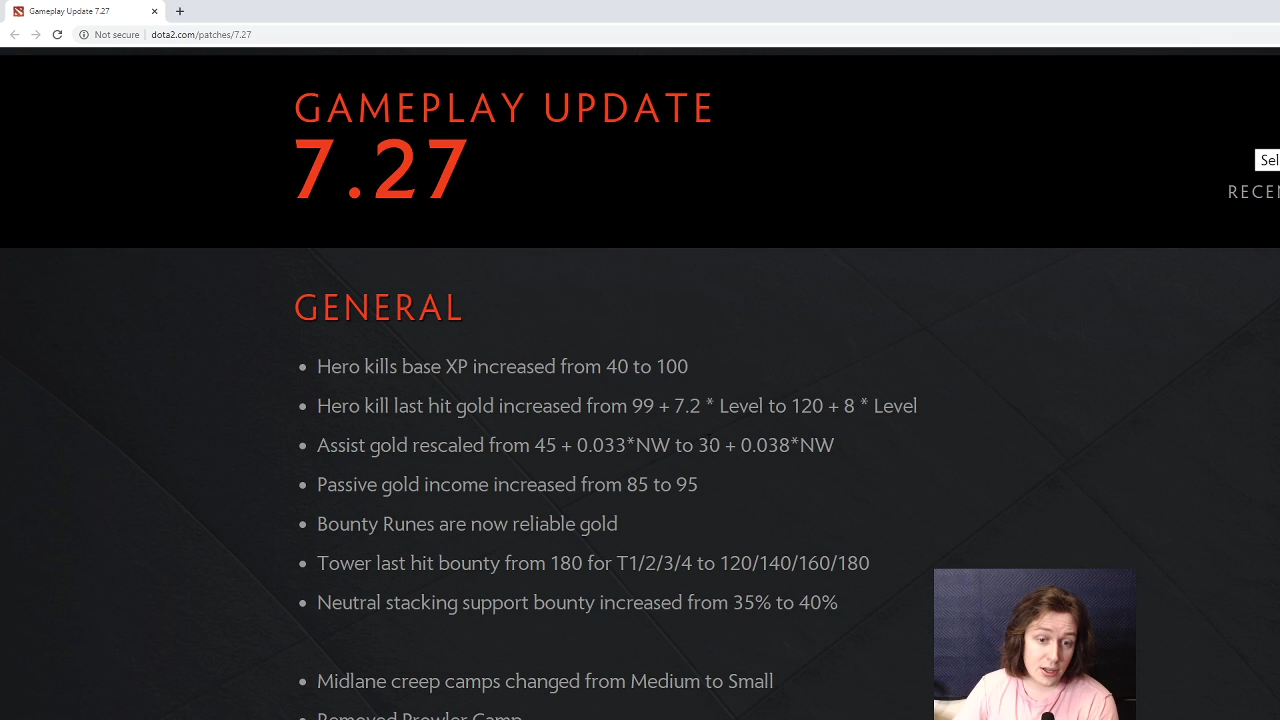 Gameplay Update 7.27
Not secure | dota2.com/patches/7.27
GAMEPLAY UPDATE
7.27
Sel
RECEN
GENERAL
• Hero kills base XP increased from 40 to 100
• Hero kill last hit gold increased from 99 + 7.2 * Level to 120 + 8 * Level
• Assist gold rescaled from 45 + 0.033*NW to 30 + 0.038*NW
• Passive gold income increased from 85 to 95
• Bounty Runes are now reliable gold
• Tower last hit bounty from 180 for T1/2/3/4 to 120/140/160/180
• Neutral stacking support bounty increased from 35% to 40%
• Midlane creep camps changed from Medium to Small
• Removed Prowler Camp